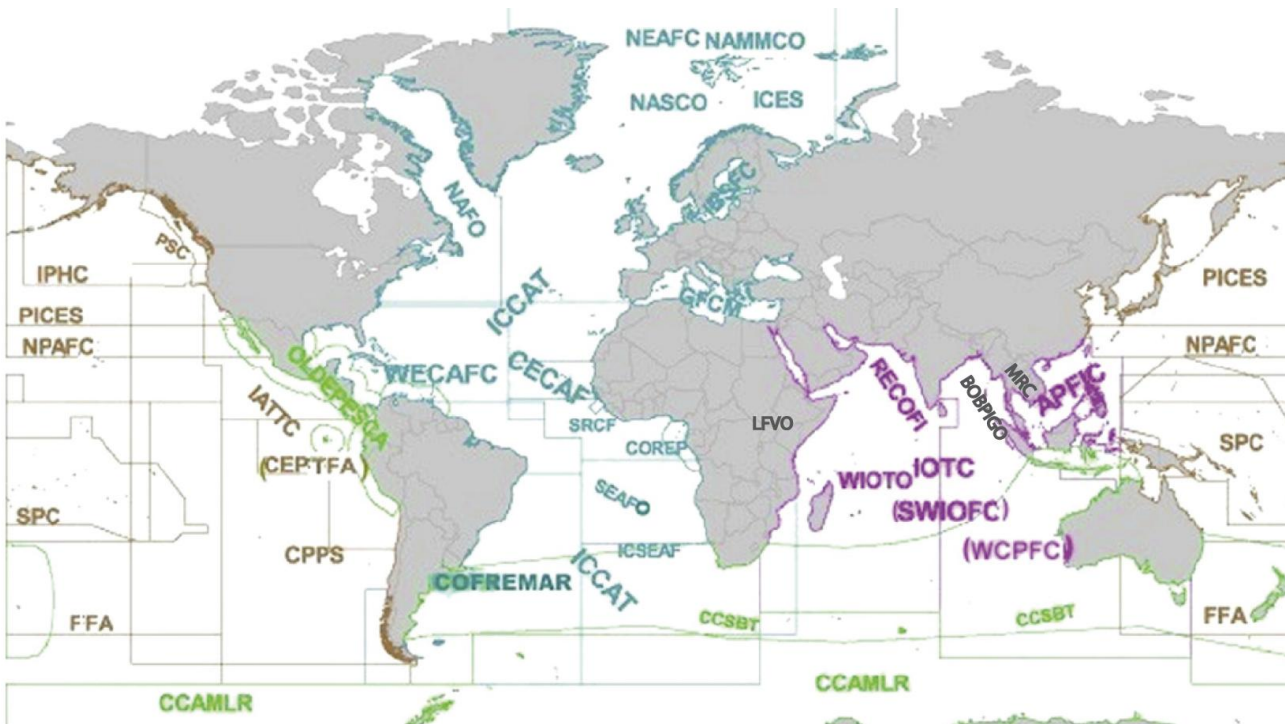 NEAFC NAMMCO
NASCO ICES
IBSFC
NAFO
PSC
IPHC
PICES
PICES
ICCAT
GFCM
NPAFC
NPAFC
OLDEPESCA
WECAFC
CECAF
RECOFI
BOBPIGO
MRC
APFIC
IATTC
SRCF
LFVO
COREP
SPC
(CEPTFA)
WIOTO IOTC
SEAFO
(SWIOFC)
SPC
CPPS
ICSEAF
(WCPFC)
COFREMAR
ICCAT
FFA
CCSBT
CCSBT
FFA
CCAMLR
CCAMLR